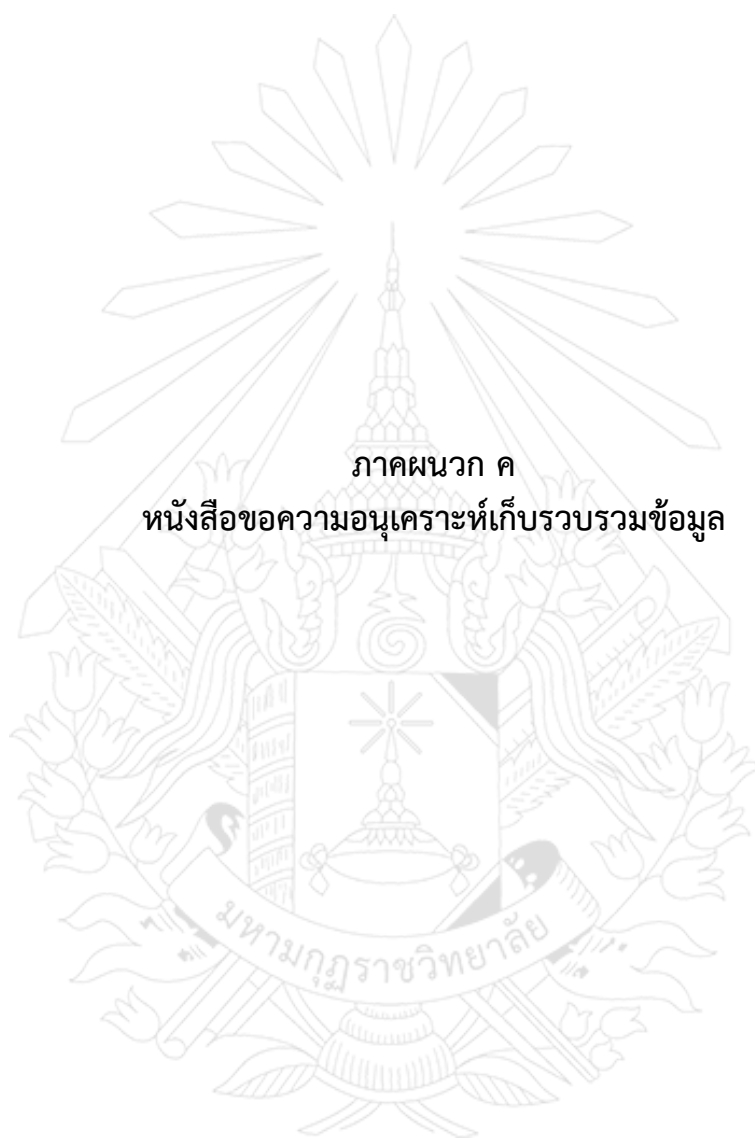 ภาคผนวก ค
หนังสือขอความอนุเคราะห์เก็บรวบรวมข้อมูล
มหามกุฏราชวิทยาลัย